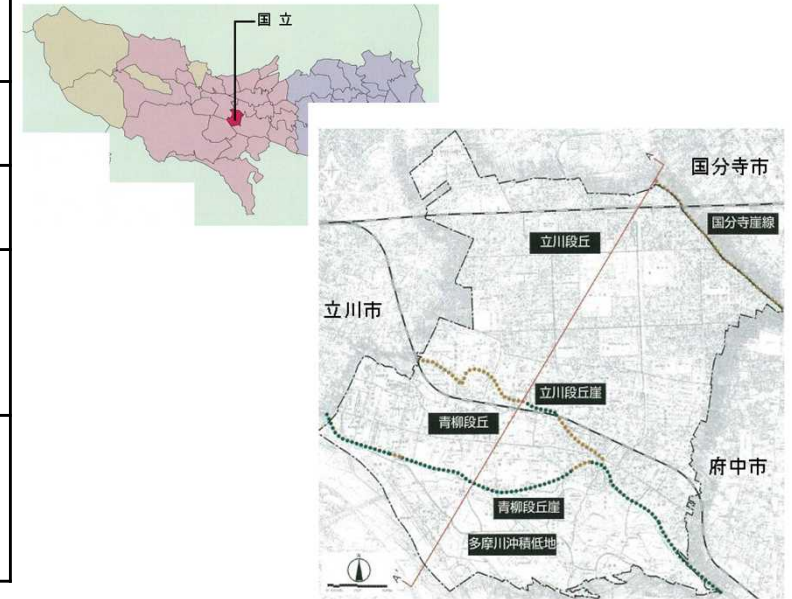 国立
国分寺市
国分寺崖線
立川段丘
立川市
立川段丘崖
青柳段丘
府中市
青柳段丘崖
多摩川沖積低地